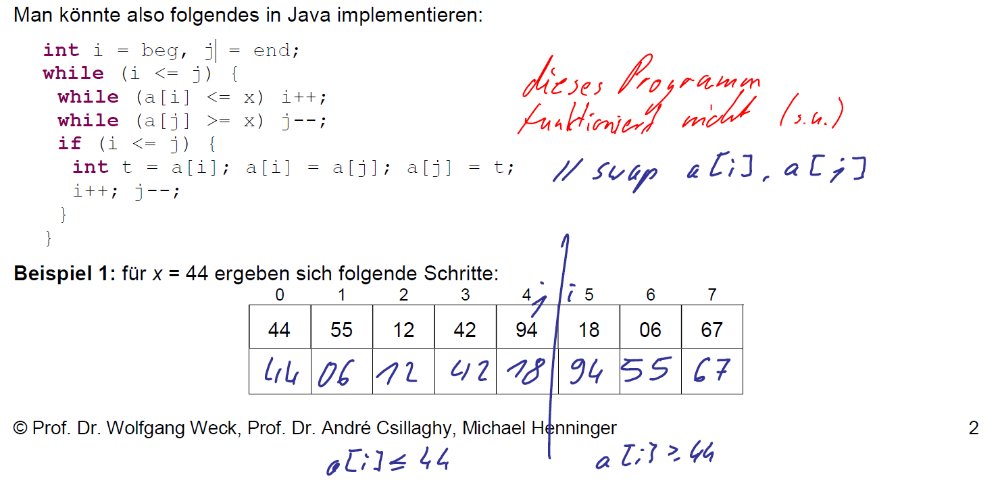 Man könnte also folgendes in Java implementieren:
int i = beg, j = end;
while (i <= j) {
while (a[i] <= x) i++;
while (a[j] >= x) j--;
if (i <= j) {
int t = a[i]; a[i] = a[j]; a[j] = t; // swap a[i], a[j]
i++; j--;
}
}
dieses Programm
funktioniert nicht (s.u.)
Beispiel 1: für x = 44 ergeben sich folgende Schritte:
0 1 2 3 4 j i 5 6 7
44 55 12 42 94 18 06 67
44 06 12 42 18 94 55 67
© Prof. Dr. Wolfgang Weck, Prof. Dr. André Csillaghy, Michael Henninger 2
a[i] ≤ 44 a[i] ≥ 44